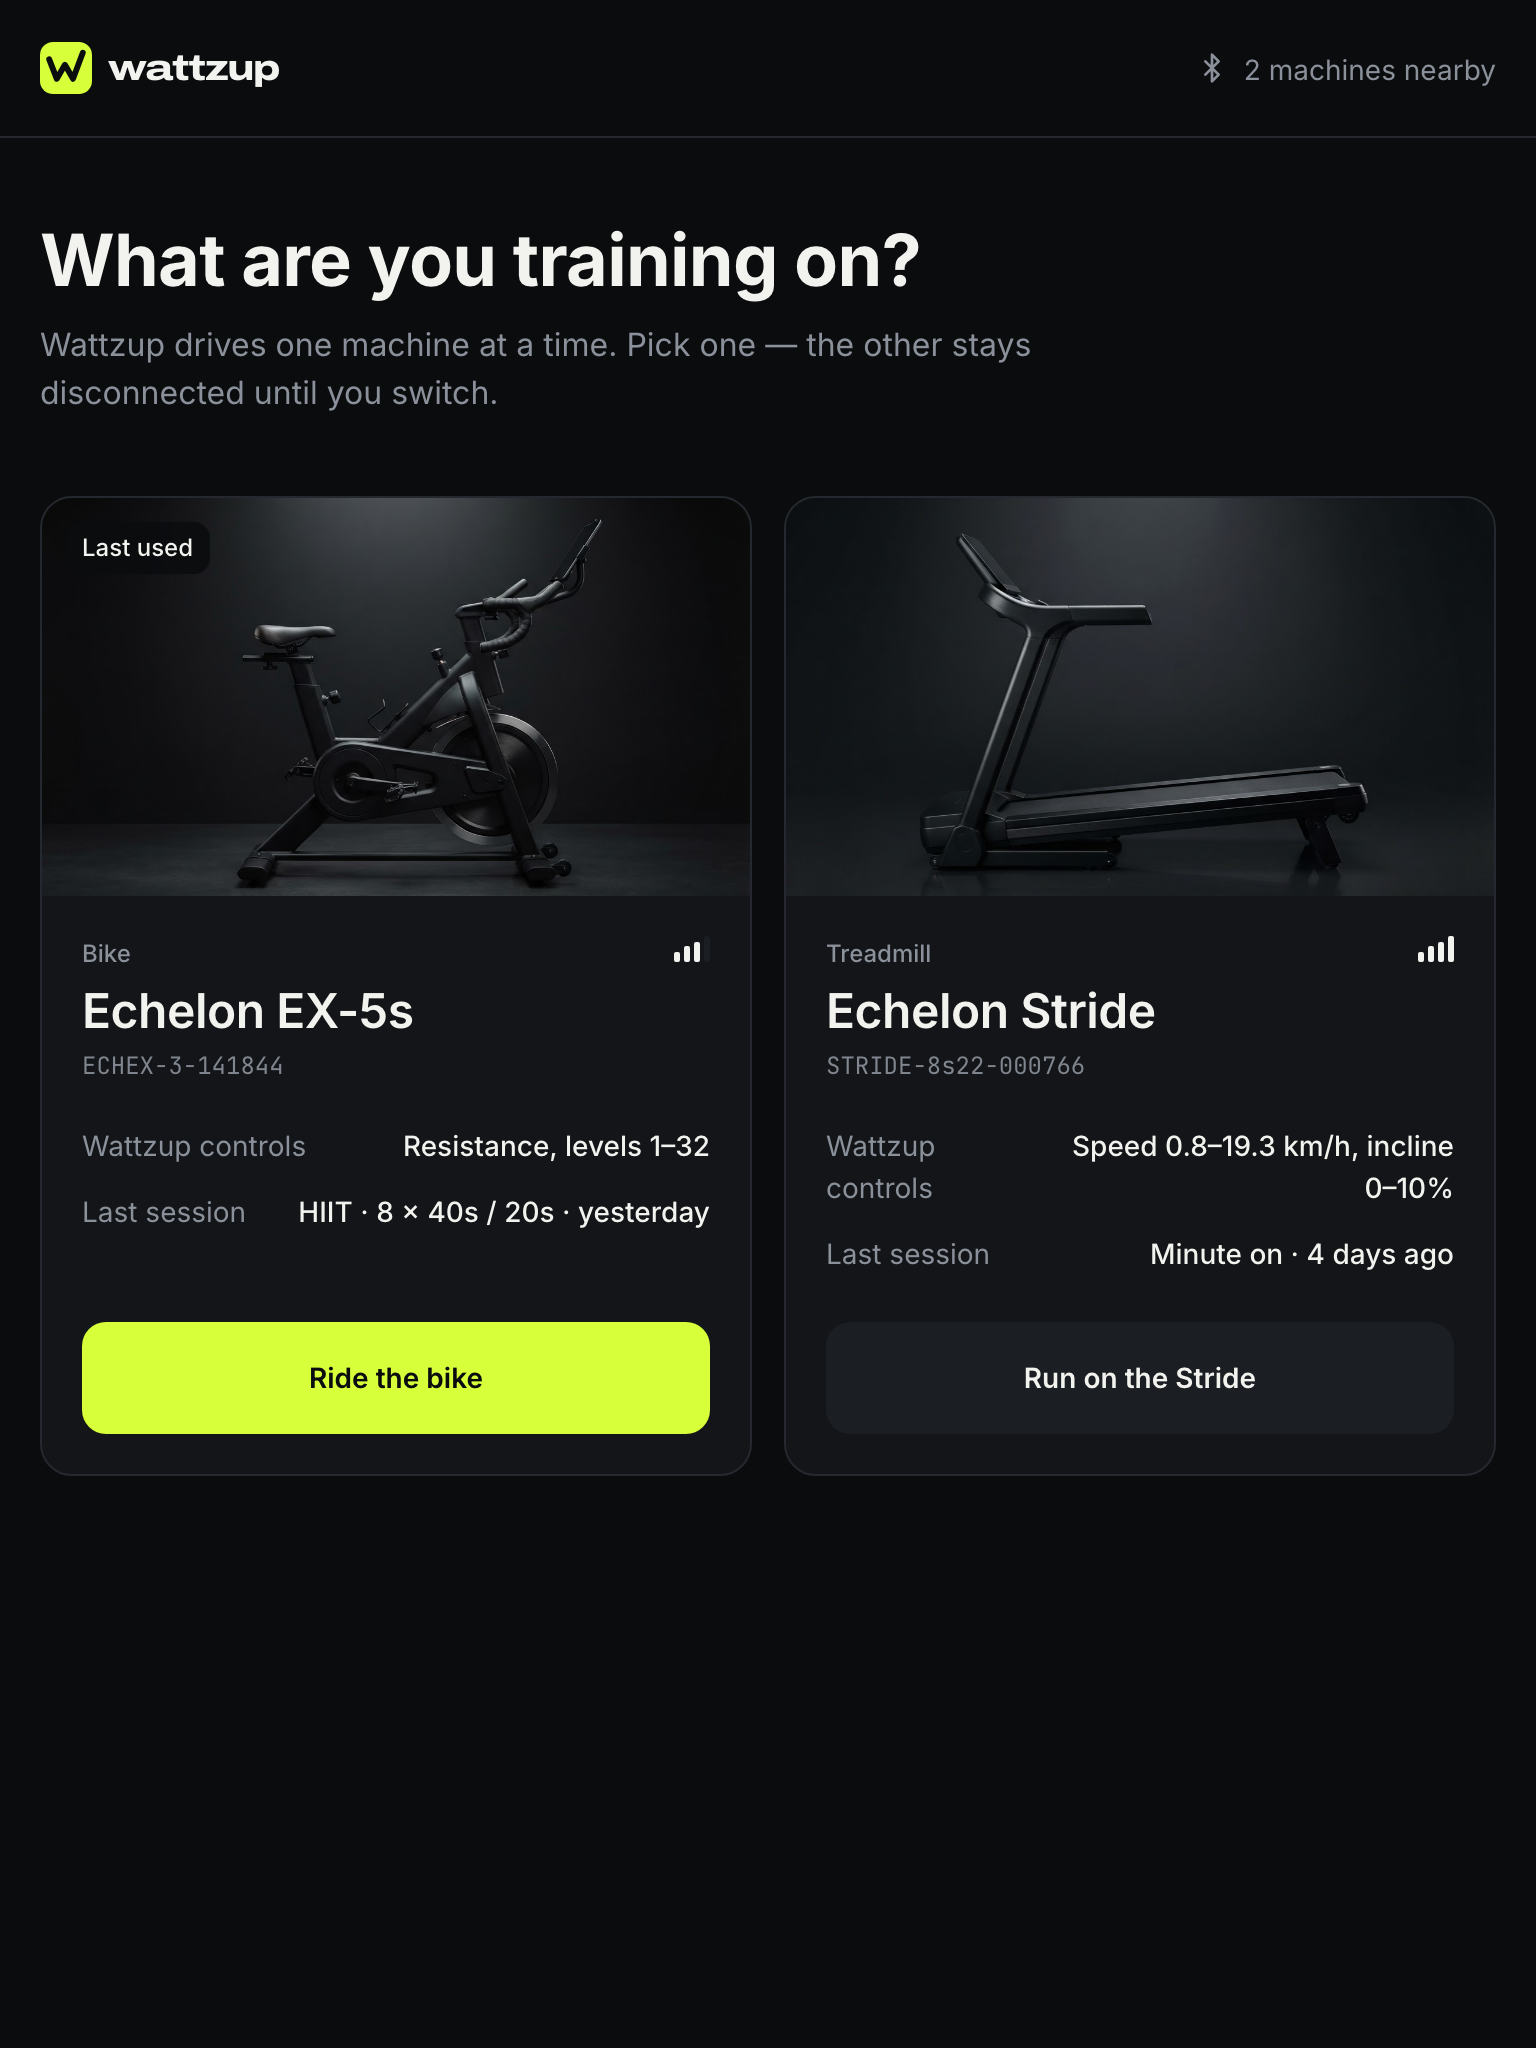 wattzup
2 machines nearby
What are you training on?
Wattzup drives one machine at a time. Pick one — the other stays
disconnected until you switch.
Last used
Bike
Echelon EX-5s
ECHEX-3-141844
Wattzup controls Resistance, levels 1–32
Last session HIIT · 8 × 40s / 20s · yesterday
Ride the bike
Treadmill
Echelon Stride
STRIDE-8s22-000766
Wattzup Speed 0.8–19.3 km/h, incline
controls 0–10%
Last session Minute on · 4 days ago
Run on the Stride